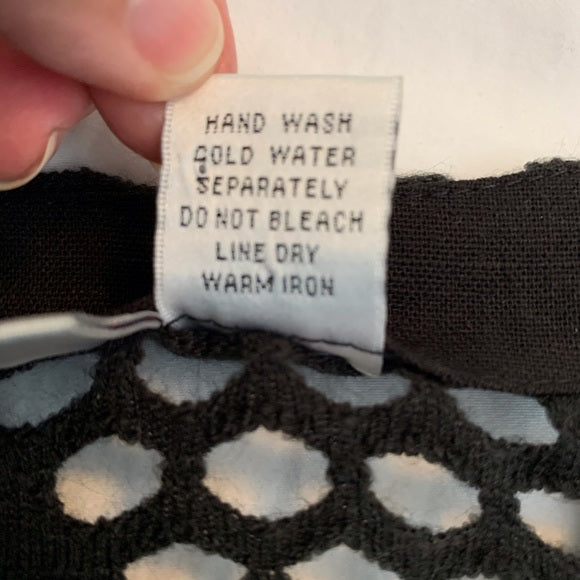 HAND WASH
COLD WATER
SEPARATELY
DO NOT BLEACH
LINE DRY
WARM IRON